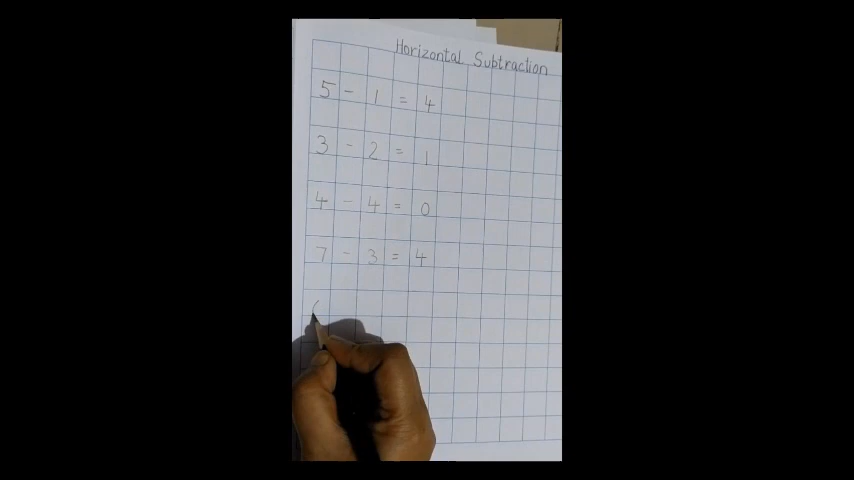 Horizontal Subtraction
5 - 1 = 4
3 - 2 = 1
4 - 4 = 0
7 - 3 = 4